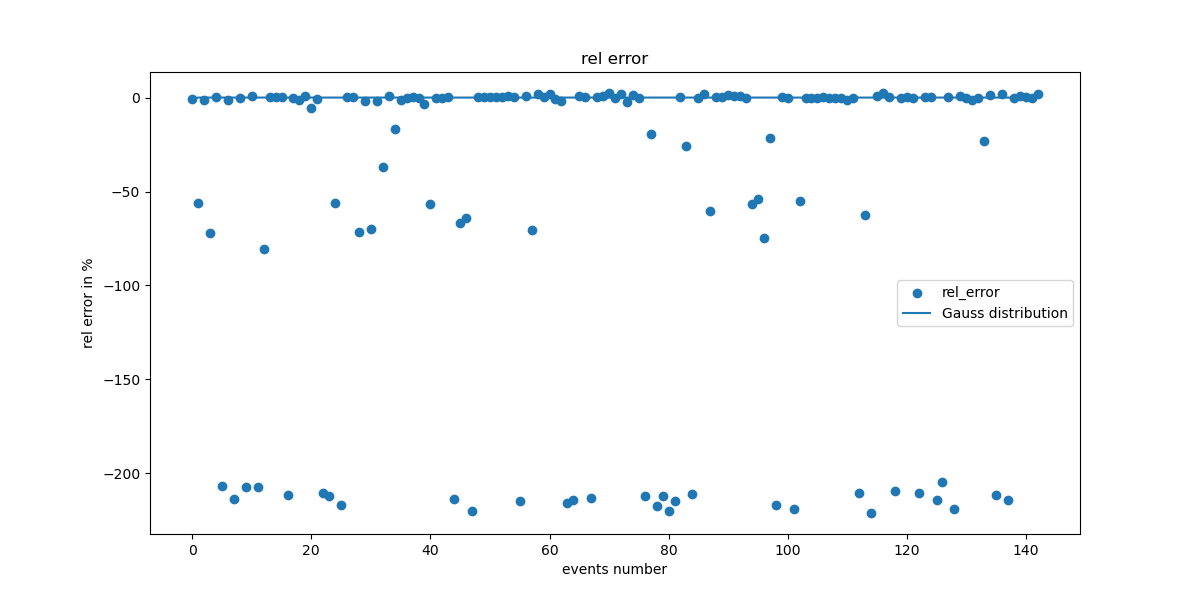 rel error
0
−50
−100
−150
−200
rel error in %
rel_error
Gauss distribution
0 20 40 60 80 100 120 140
events number